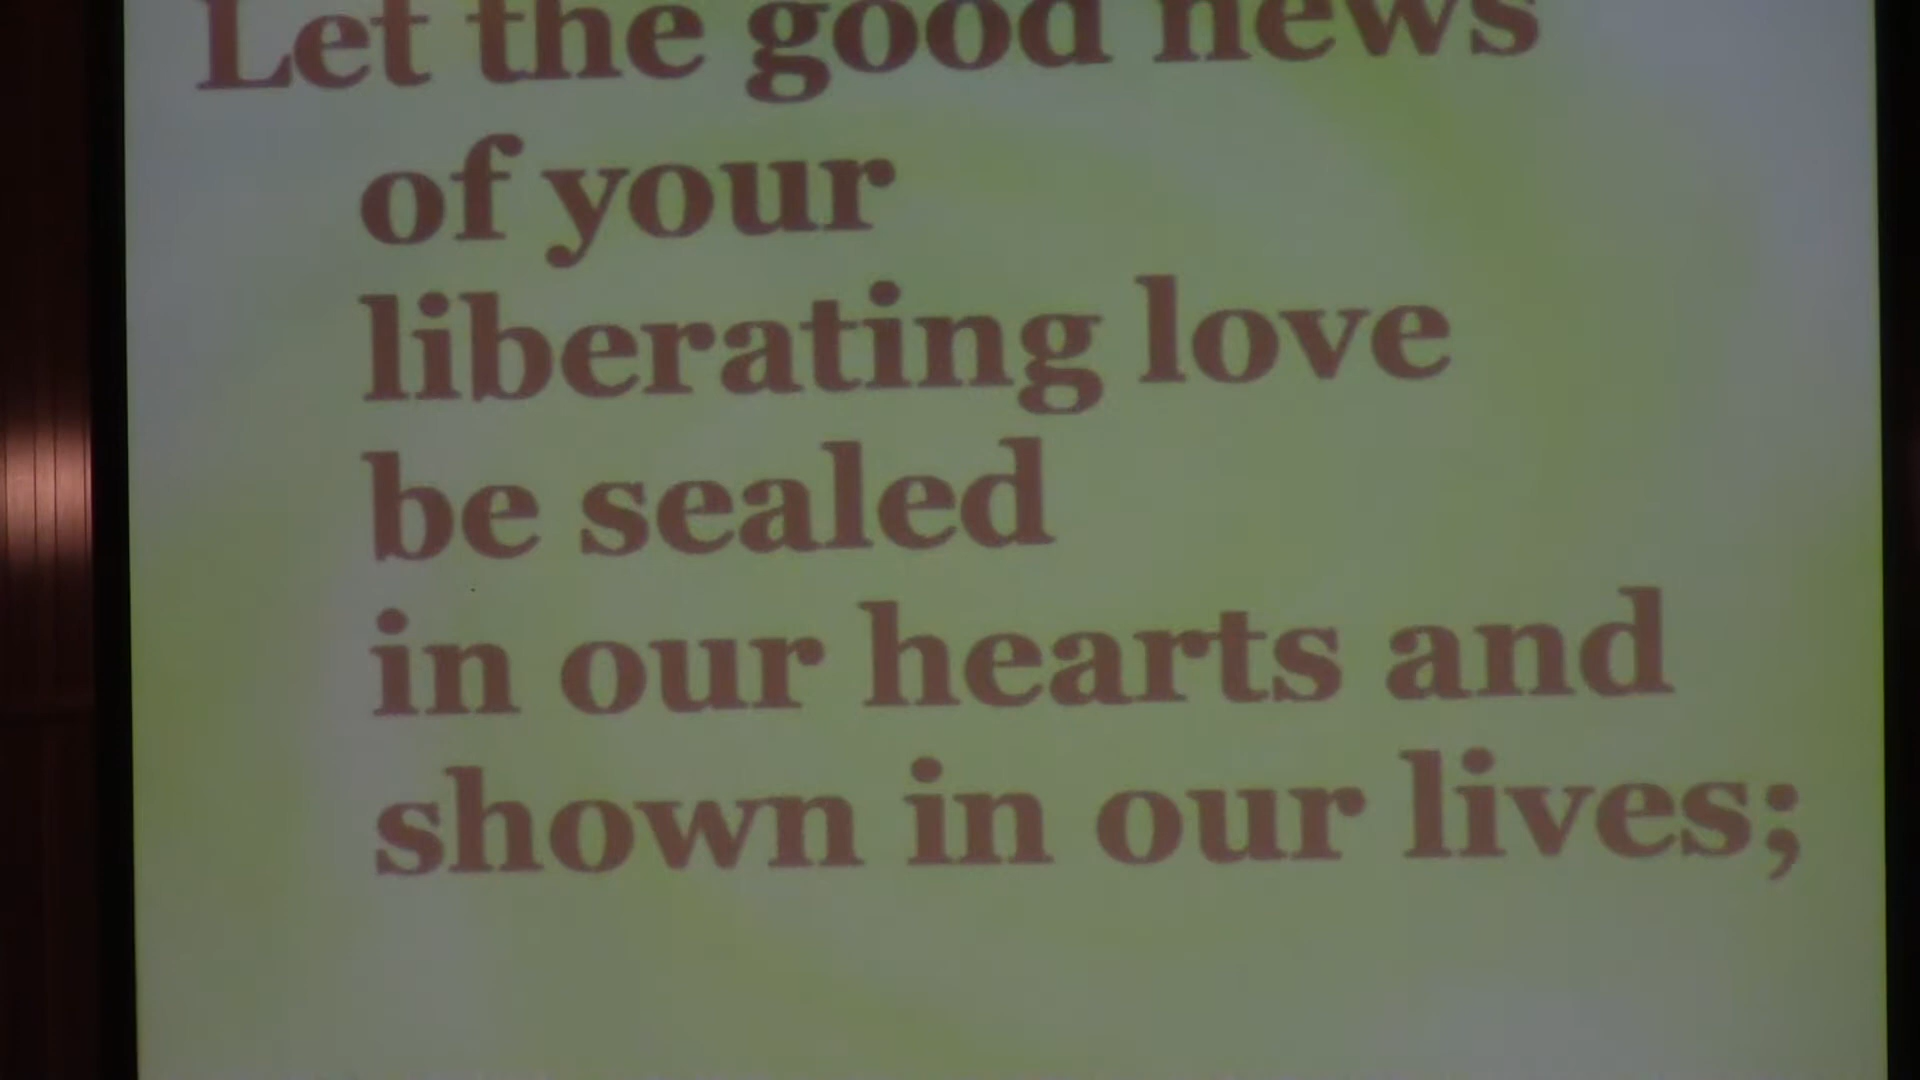 Let the good news
of your
liberating love
be sealed
in our hearts and
shown in our lives;